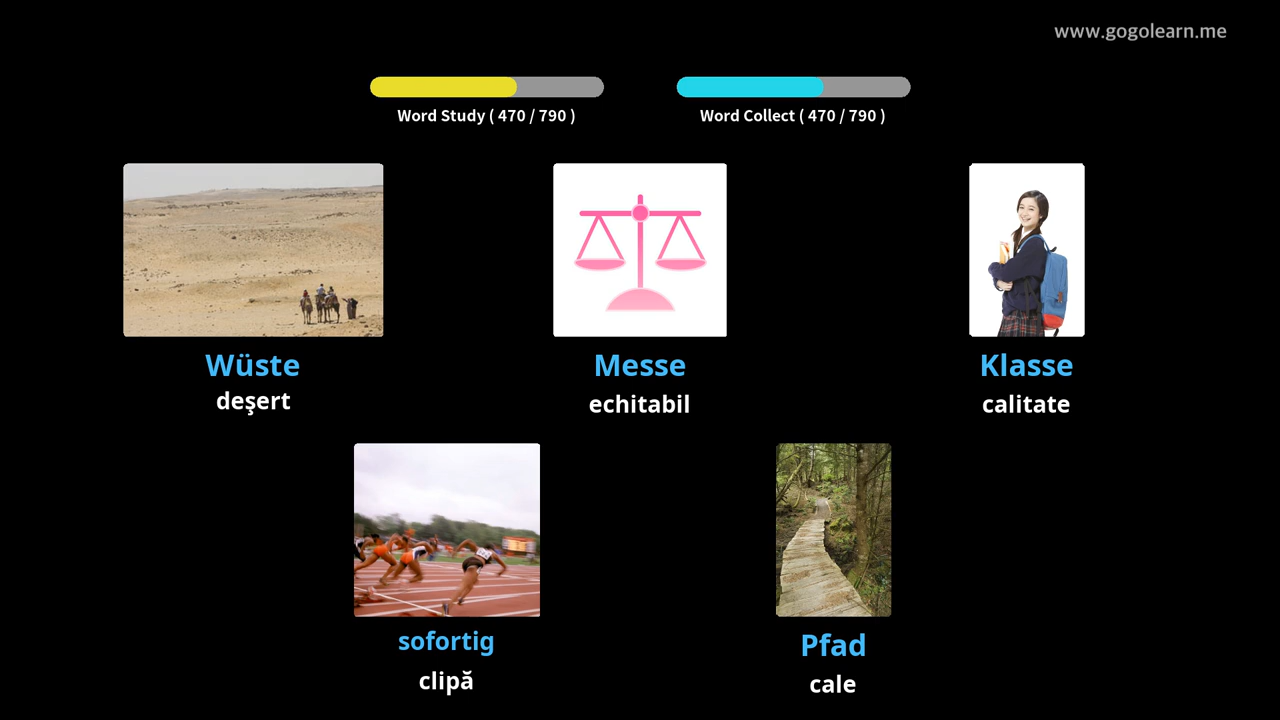 www.gogolearn.me
Word Study ( 470 / 790 )
Word Collect ( 470 / 790 )
Wüste
deşert
Messe
echitabil
Klasse
calitate
sofortig
clipă
Pfad
cale